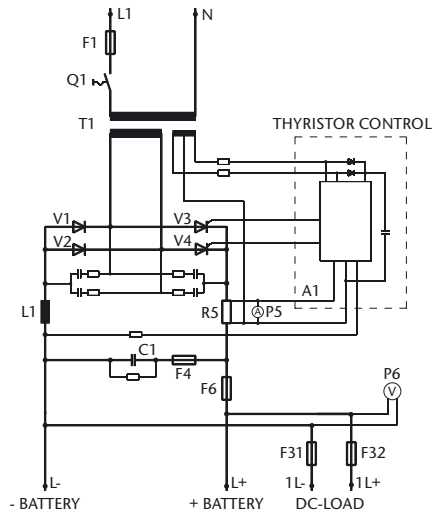 L1 N
F1
Q1
T1 THYRISTOR CONTROL
V1 V3
V2 V4
A1
L1 R5 A P5
C1
F4
F6 P6
V
F31 F32
L- L+ 1L- 1L+
- BATTERY + BATTERY DC-LOAD